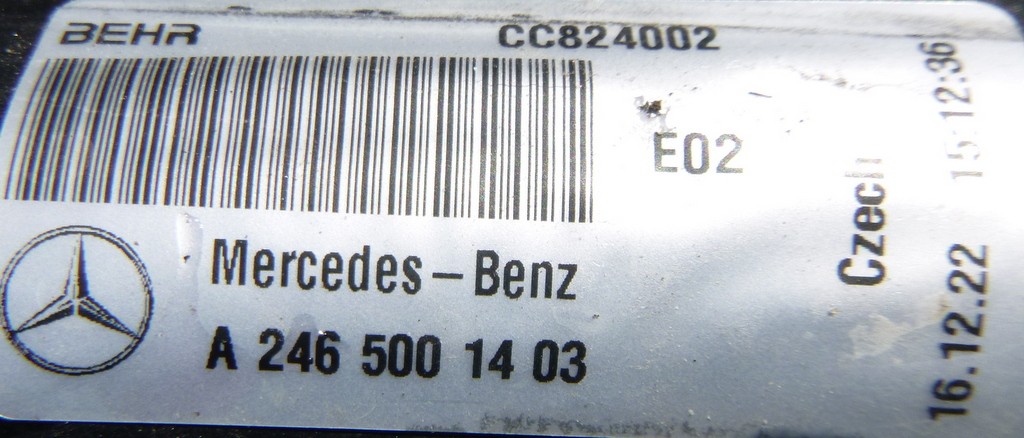 BEHR CC824002
E02
Mercedes-Benz
A 246 500 14 03
Czech
16.12.22 15:12:36